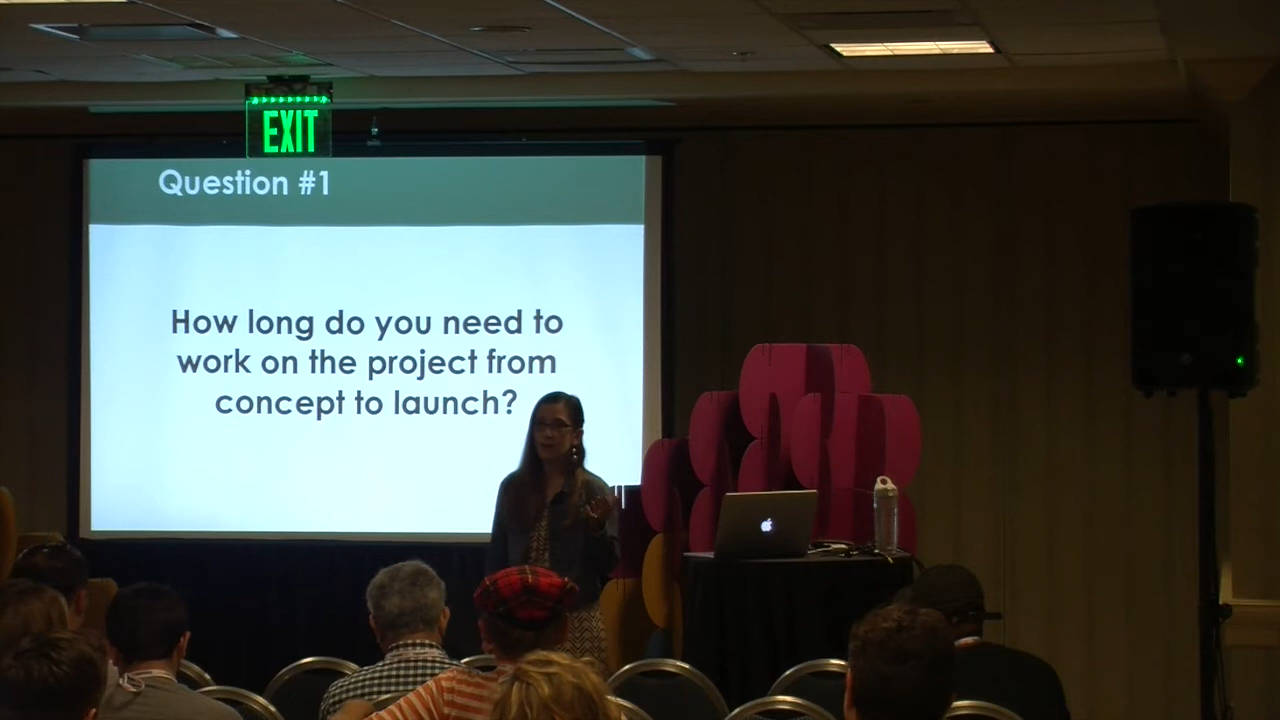 EXIT
Question #1
How long do you need to
work on the project from
concept to launch?